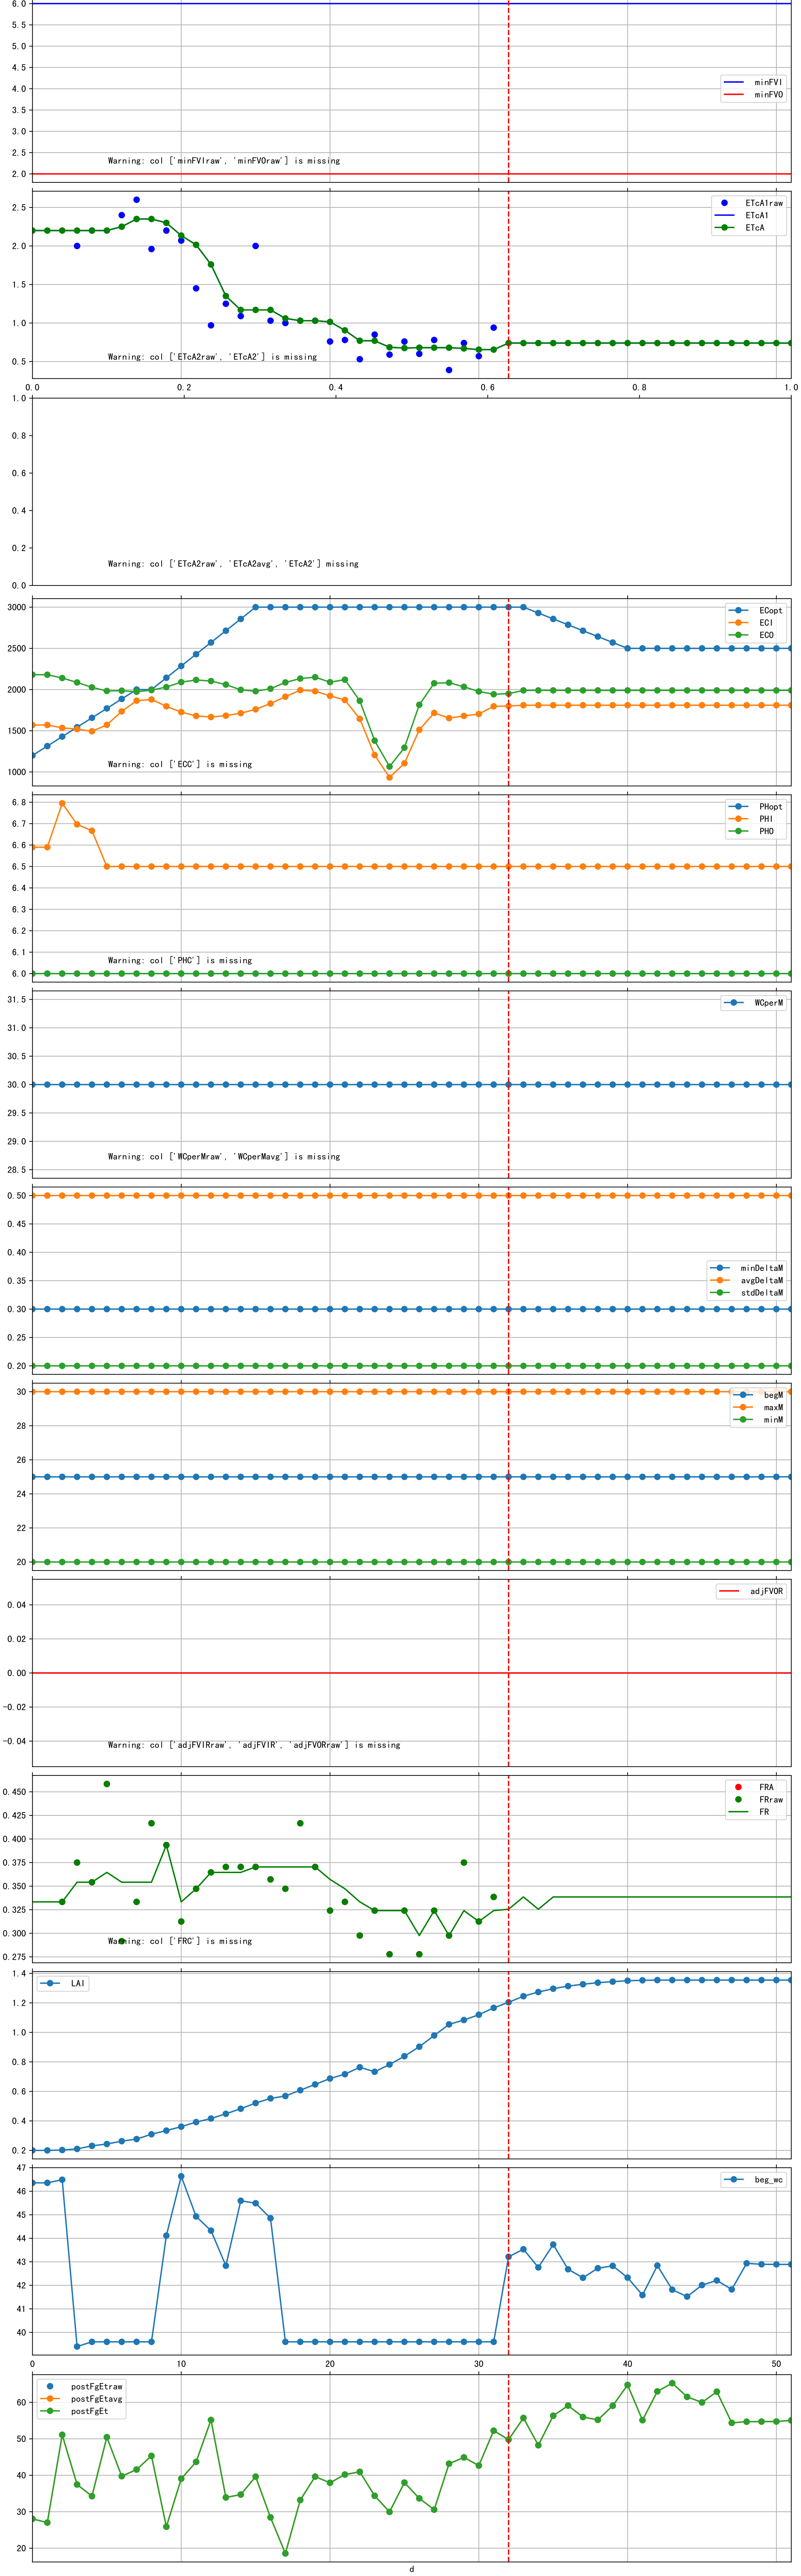 6.0
5.5
5.0
4.5
4.0
3.5
3.0
2.5
2.0
minFVI
minFVO
Warning: col ['minFVIraw', 'minFVOraw'] is missing
2.5
2.0
1.5
1.0
0.5
ETcA1raw
ETcA1
ETcA
Warning: col ['ETcA2raw', 'ETcA2'] is missing
0.0 0.2 0.4 0.6 0.8 1.0
1.0
0.8
0.6
0.4
0.2
0.0
Warning: col ['ETcA2raw', 'ETcA2avg', 'ETcA2'] missing
3000
2500
2000
1500
1000
ECopt
ECI
ECO
Warning: col ['ECC'] is missing
6.8
6.7
6.6
6.5
6.4
6.3
6.2
6.1
6.0
PHopt
PHI
PHO
Warning: col ['PHC'] is missing
31.5
31.0
30.5
30.0
29.5
29.0
28.5
WCperM
Warning: col ['WCperMraw', 'WCperMavg'] is missing
0.50
0.45
0.40
0.35
0.30
0.25
0.20
minDeltaM
avgDeltaM
stdDeltaM
30
28
26
24
22
20
begM
maxM
minM
0.04
0.02
0.00
-0.02
-0.04
adjFVOR
Warning: col ['adjFVIRraw', 'adjFVIR', 'adjFVORraw'] is missing
0.450
0.425
0.400
0.375
0.350
0.325
0.300
0.275
FRA
FRraw
FR
Warning: col ['FRC'] is missing
1.4
1.2
1.0
0.8
0.6
0.4
0.2
LAI
47
46
45
44
43
42
41
40
beg_wc
0 10 20 30 40 50
60
50
40
30
20
postFgEtraw
postFgEtavg
postFgEt
d